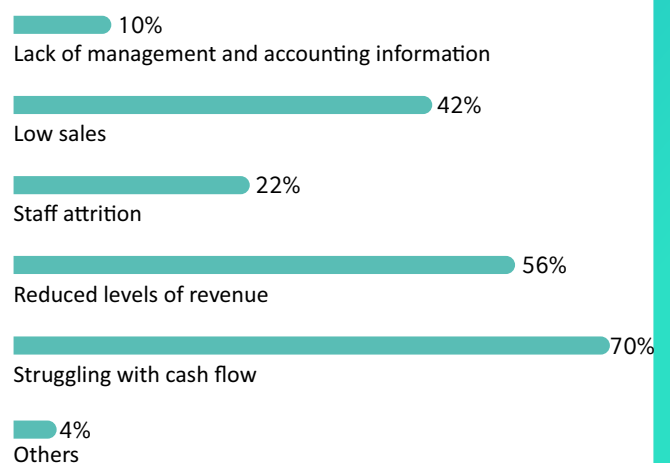 10%
Lack of management and accounting information
42%
Low sales
22%
Staff attrition
56%
Reduced levels of revenue
70%
Struggling with cash flow
4%
Others